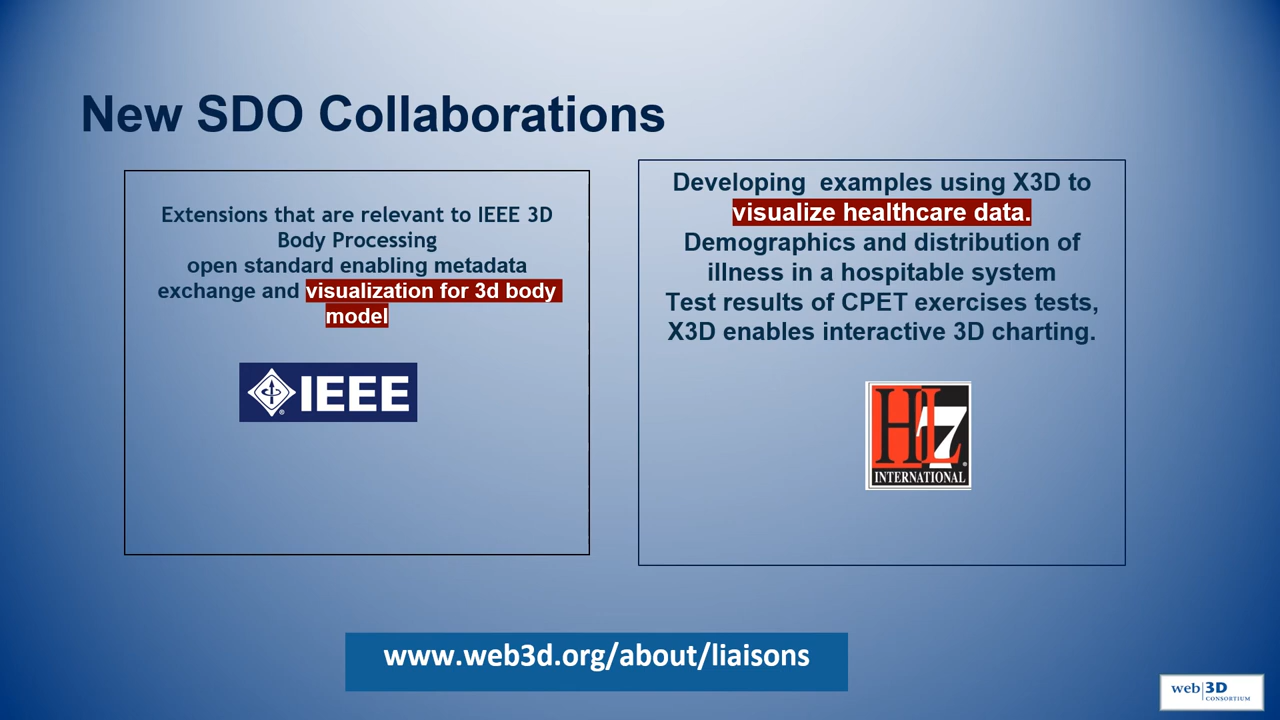 New SDO Collaborations
Extensions that are relevant to IEEE 3D
Body Processing
open standard enabling metadata
exchange and visualization for 3d body
model
IEEE
Developing examples using X3D to
visualize healthcare data.
Demographics and distribution of
illness in a hospitable system
Test results of CPET exercises tests,
X3D enables interactive 3D charting.
HL7
INTERNATIONAL
www.web3d.org/about/liaisons
web|3D
CONSORTIUM